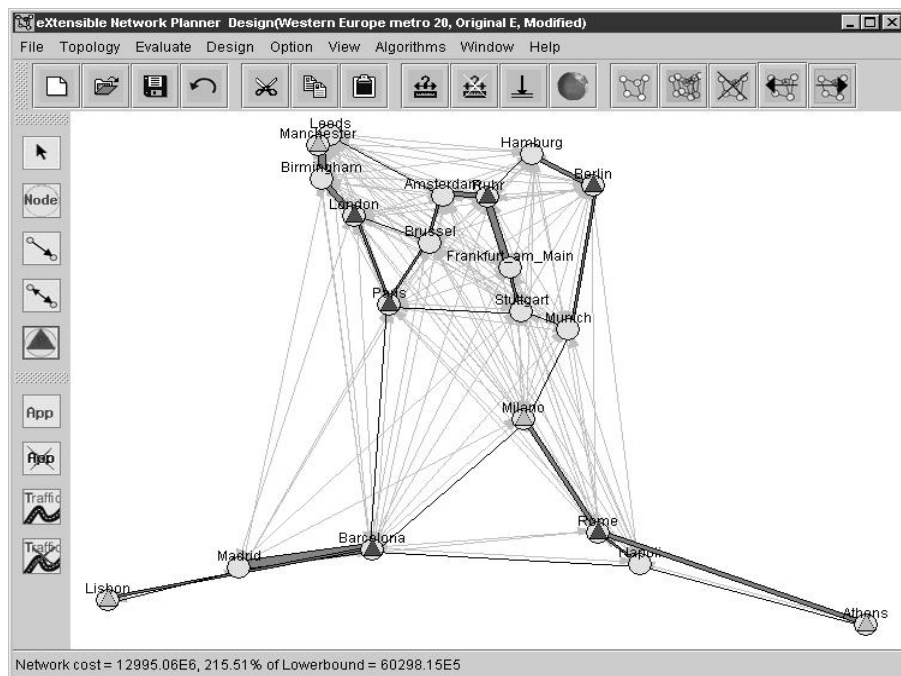 eXtensible Network Planner Design(Western Europe metro 20, Original E, Modified)
File Topology Evaluate Design Option View Algorithms Window Help
Leeds
Manchester
Hamburg
Birmingham
Amsterdam Ruhr
Berlin
Node
London
Brussel
Frankfurt_am_Main
Paris
Stuttgart
Munich
App
Milano
App
Traffic
Rome
Barcelona
Napoli
Madrid
Traffic
Lisbon
Athens
Network cost = 12995.06E6, 215.51% of Lowerbound = 60298.15E5